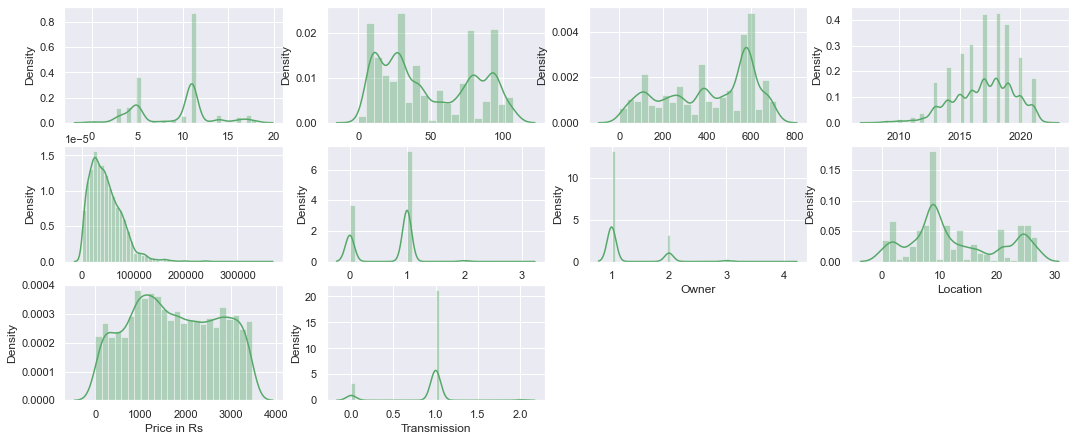 Density
0.8
0.6
0.4
0.2
0.0
0 5 10 15 20
Density
0.02
0.01
0.00
0 50 100
Density
0.004
0.002
0.000
0 200 400 600 800
Density
0.4
0.3
0.2
0.1
0.0
2010 2015 2020
1e−5
Density
1.5
1.0
0.5
0.0
0 1000000 2000000 3000000
Density
6
4
2
0
0 1 2 3
Density
10
5
0
1 2 3 4
Owner
Density
0.15
0.10
0.05
0.00
0 10 20 30
Location
Density
0.0004
0.0003
0.0002
0.0001
0.0000
0 1000 2000 3000 4000
Price in Rs
Density
20
15
10
5
0
0.0 0.5 1.0 1.5 2.0
Transmission